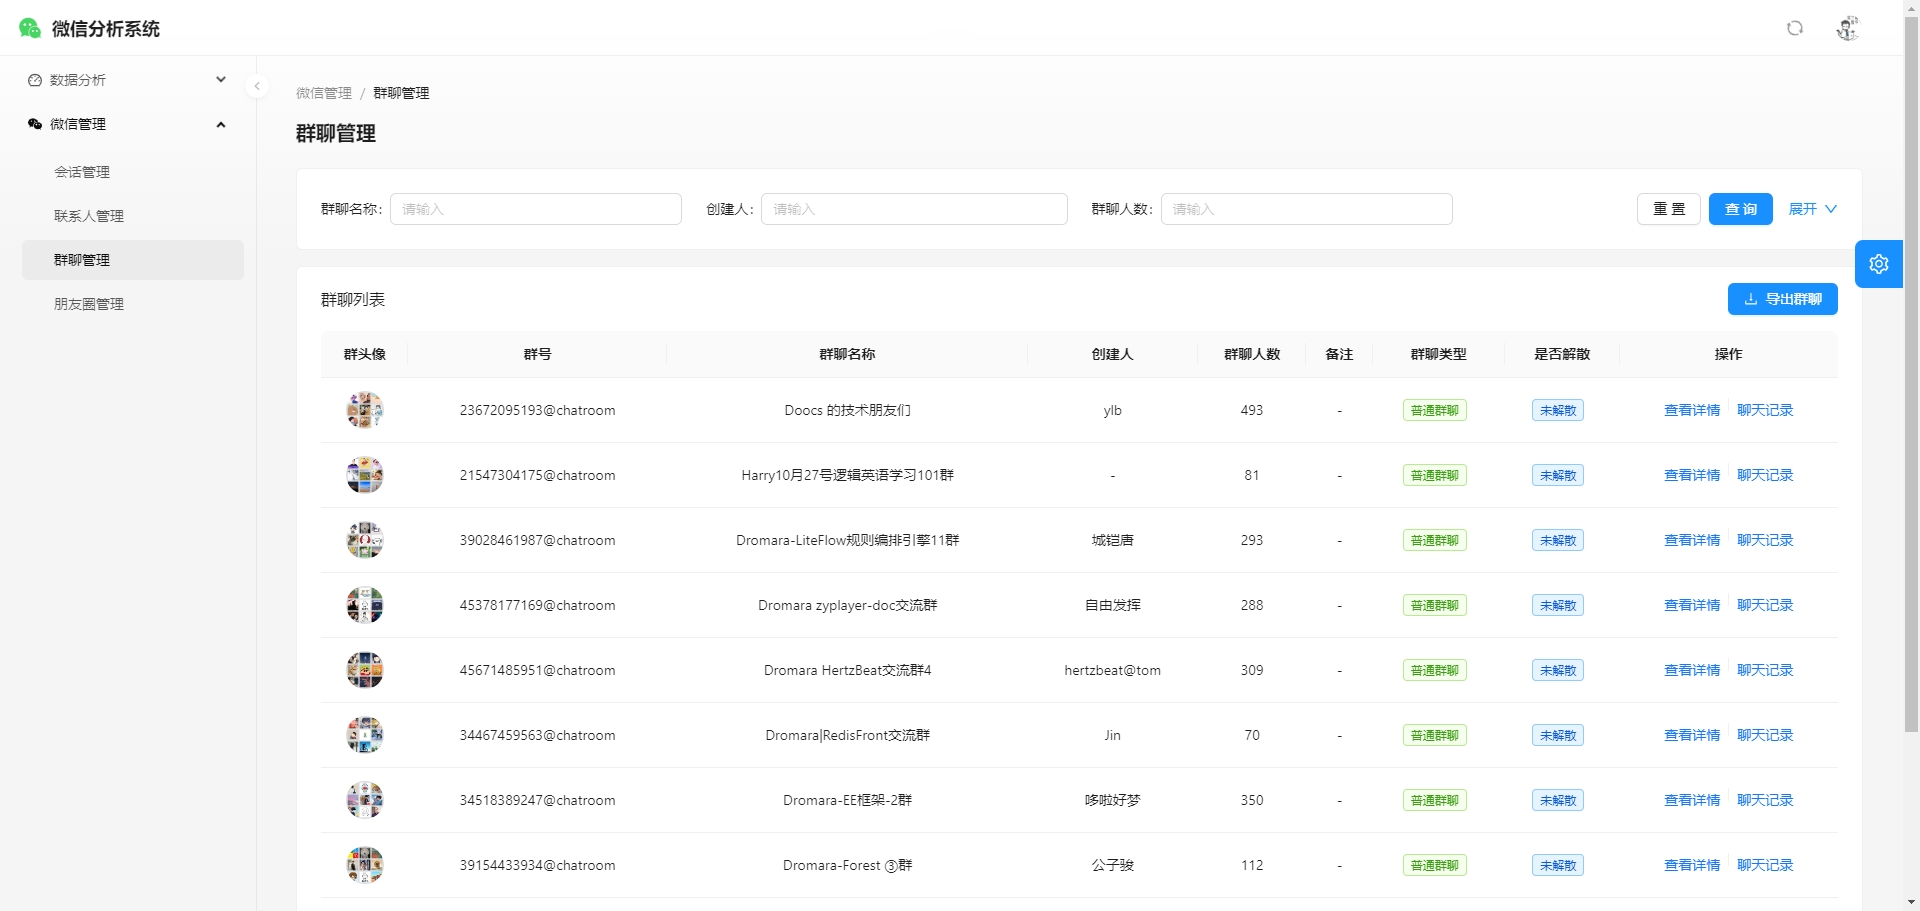 微信分析系统
数据分析
微信管理
会话管理
联系人管理
群聊管理
朋友圈管理
微信管理 / 群聊管理
群聊管理
群聊名称: 请输入 创建人: 请输入 群聊人数: 请输入 重 置 查 询 展开
群聊列表 导出群聊
群头像 群号 群聊名称 创建人 群聊人数 备注 群聊类型 是否解散 操作
23672095193@chatroom Doocs 的技术朋友们 ylb 493 - 普通群聊 未解散 查看详情 聊天记录
21547304175@chatroom Harry10月27号逻辑英语学习101群 - 81 - 普通群聊 未解散 查看详情 聊天记录
39028461987@chatroom Dromara-LiteFlow规则编排引擎11群 城铠唐 293 - 普通群聊 未解散 查看详情 聊天记录
45378177169@chatroom Dromara zyplayer-doc交流群 自由发挥 288 - 普通群聊 未解散 查看详情 聊天记录
45671485951@chatroom Dromara HertzBeat交流群4 hertzbeat@tom 309 - 普通群聊 未解散 查看详情 聊天记录
34467459563@chatroom Dromara|RedisFront交流群 Jin 70 - 普通群聊 未解散 查看详情 聊天记录
34518389247@chatroom Dromara-EE框架-2群 哆啦好梦 350 - 普通群聊 未解散 查看详情 聊天记录
39154433934@chatroom Dromara-Forest ③群 公子骏 112 - 普通群聊 未解散 查看详情 聊天记录